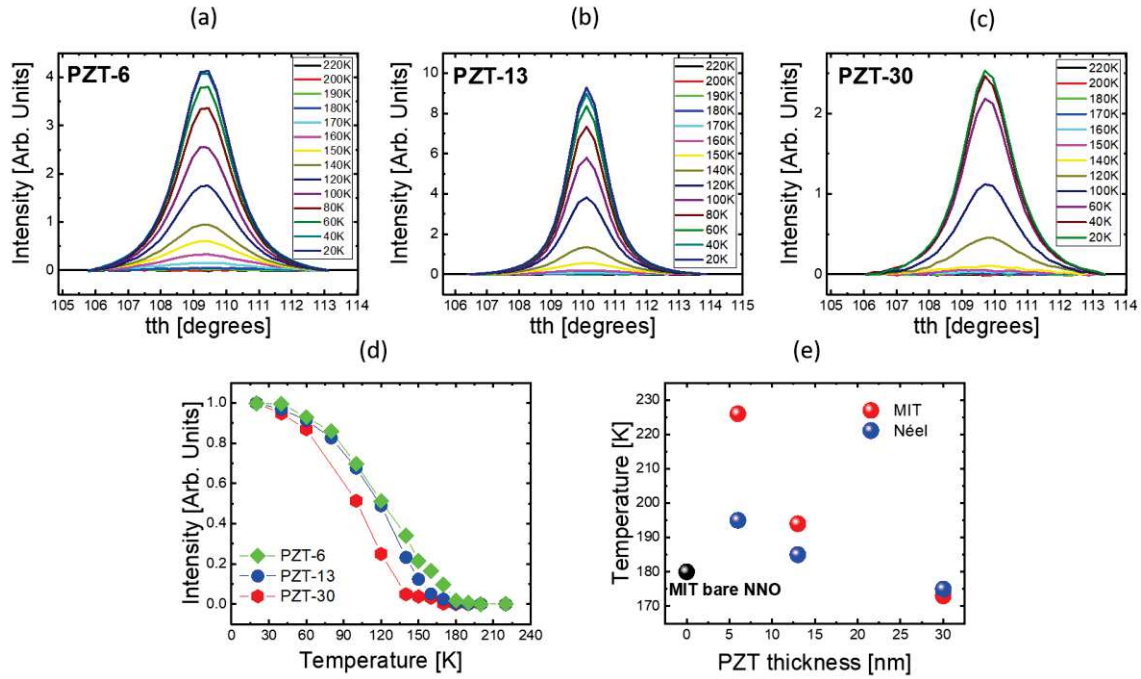 (a)
(b)
(c)
PZT-6
220K
200K
190K
180K
170K
160K
150K
140K
120K
100K
80K
60K
40K
20K
Intensity [Arb. Units]
4
3
2
1
0
105 106 107 108 109 110 111 112 113 114
tth [degrees]
PZT-13
220K
200K
190K
180K
170K
160K
150K
140K
120K
100K
80K
60K
40K
20K
Intensity [Arb. Units]
10
8
6
4
2
0
105 106 107 108 109 110 111 112 113 114 115
tth [degrees]
PZT-30
220K
200K
180K
170K
160K
150K
140K
120K
100K
60K
40K
20K
Intensity [Arb. Units]
2
1
0
105 106 107 108 109 110 111 112 113 114
tth [degrees]
(d)
(e)
Intensity [Arb. Units]
1.0
0.8
0.6
0.4
0.2
0.0
PZT-6
PZT-13
PZT-30
0 30 60 90 120 150 180 210 240
Temperature [K]
Temperature [K]
230
220
210
200
190
180
170
MIT
Néel
MIT bare NNO
0 5 10 15 20 25 30
PZT thickness [nm]